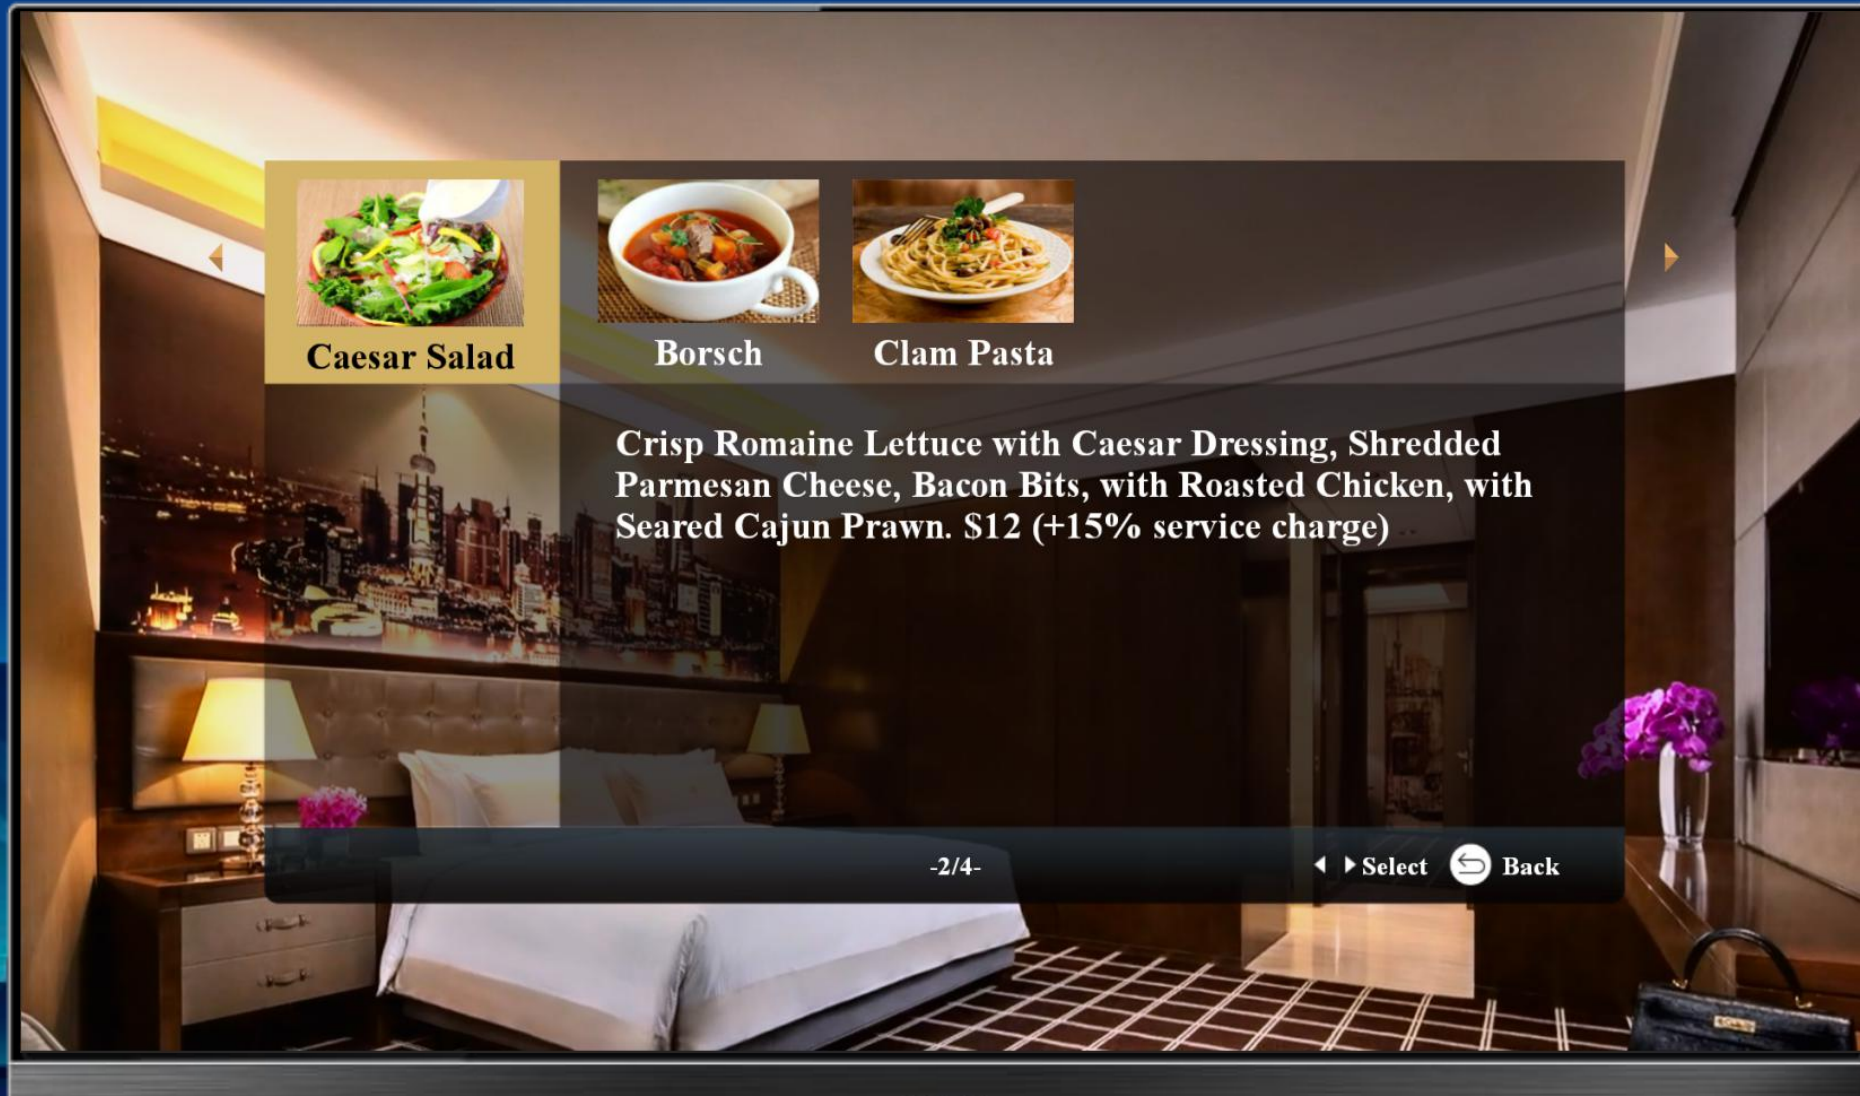 Caesar Salad
Borsch
Clam Pasta
Crisp Romaine Lettuce with Caesar Dressing, Shredded
Parmesan Cheese, Bacon Bits, with Roasted Chicken, with
Seared Cajun Prawn. $12 (+15% service charge)
-2/4-
Select
Back